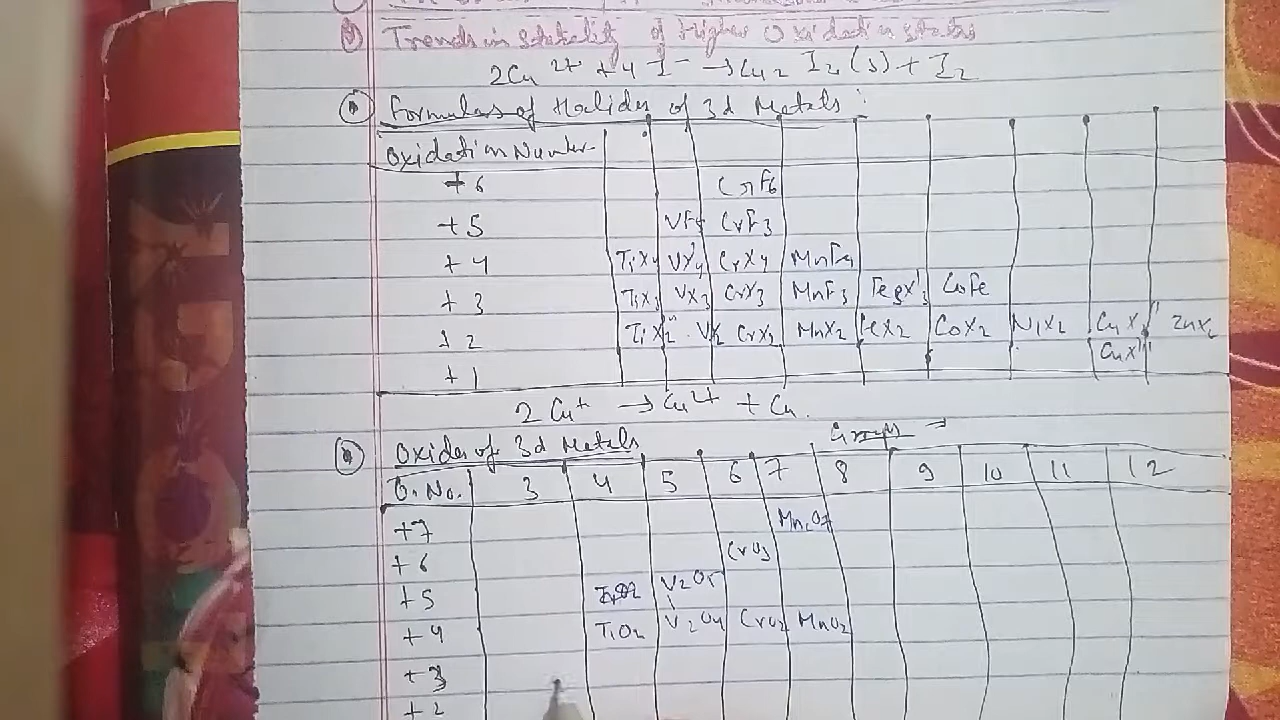 Trends in stability of Higher Oxidation states
2Cu 2+ + 4 I- → Cu2 I2 (s) + I2
Formulas of Halides of 3d Metals :
Oxidation Number
+6 CrF6
+5 VF5 CrF3
+4 TiX4 VX4 CrX4 MnF4
+3 TiX3 VX3 CrX3 MnF3
+2 TiX2 VX2 CrX2 MnX2 FeX2 CoX2 NiX2 CuX2 ZnX2
CuX
+1
2 Cu+ → Cu2+ + Cu.
Groups →
Oxides of 3d Metals
O. No. 3 4 5 6 7 8 9 10 11 12
+7 Mn2O7
+6 CrO3
+5 V2O5
+4 TiO2 V2O4 CrO2 MnO2
+3
+2